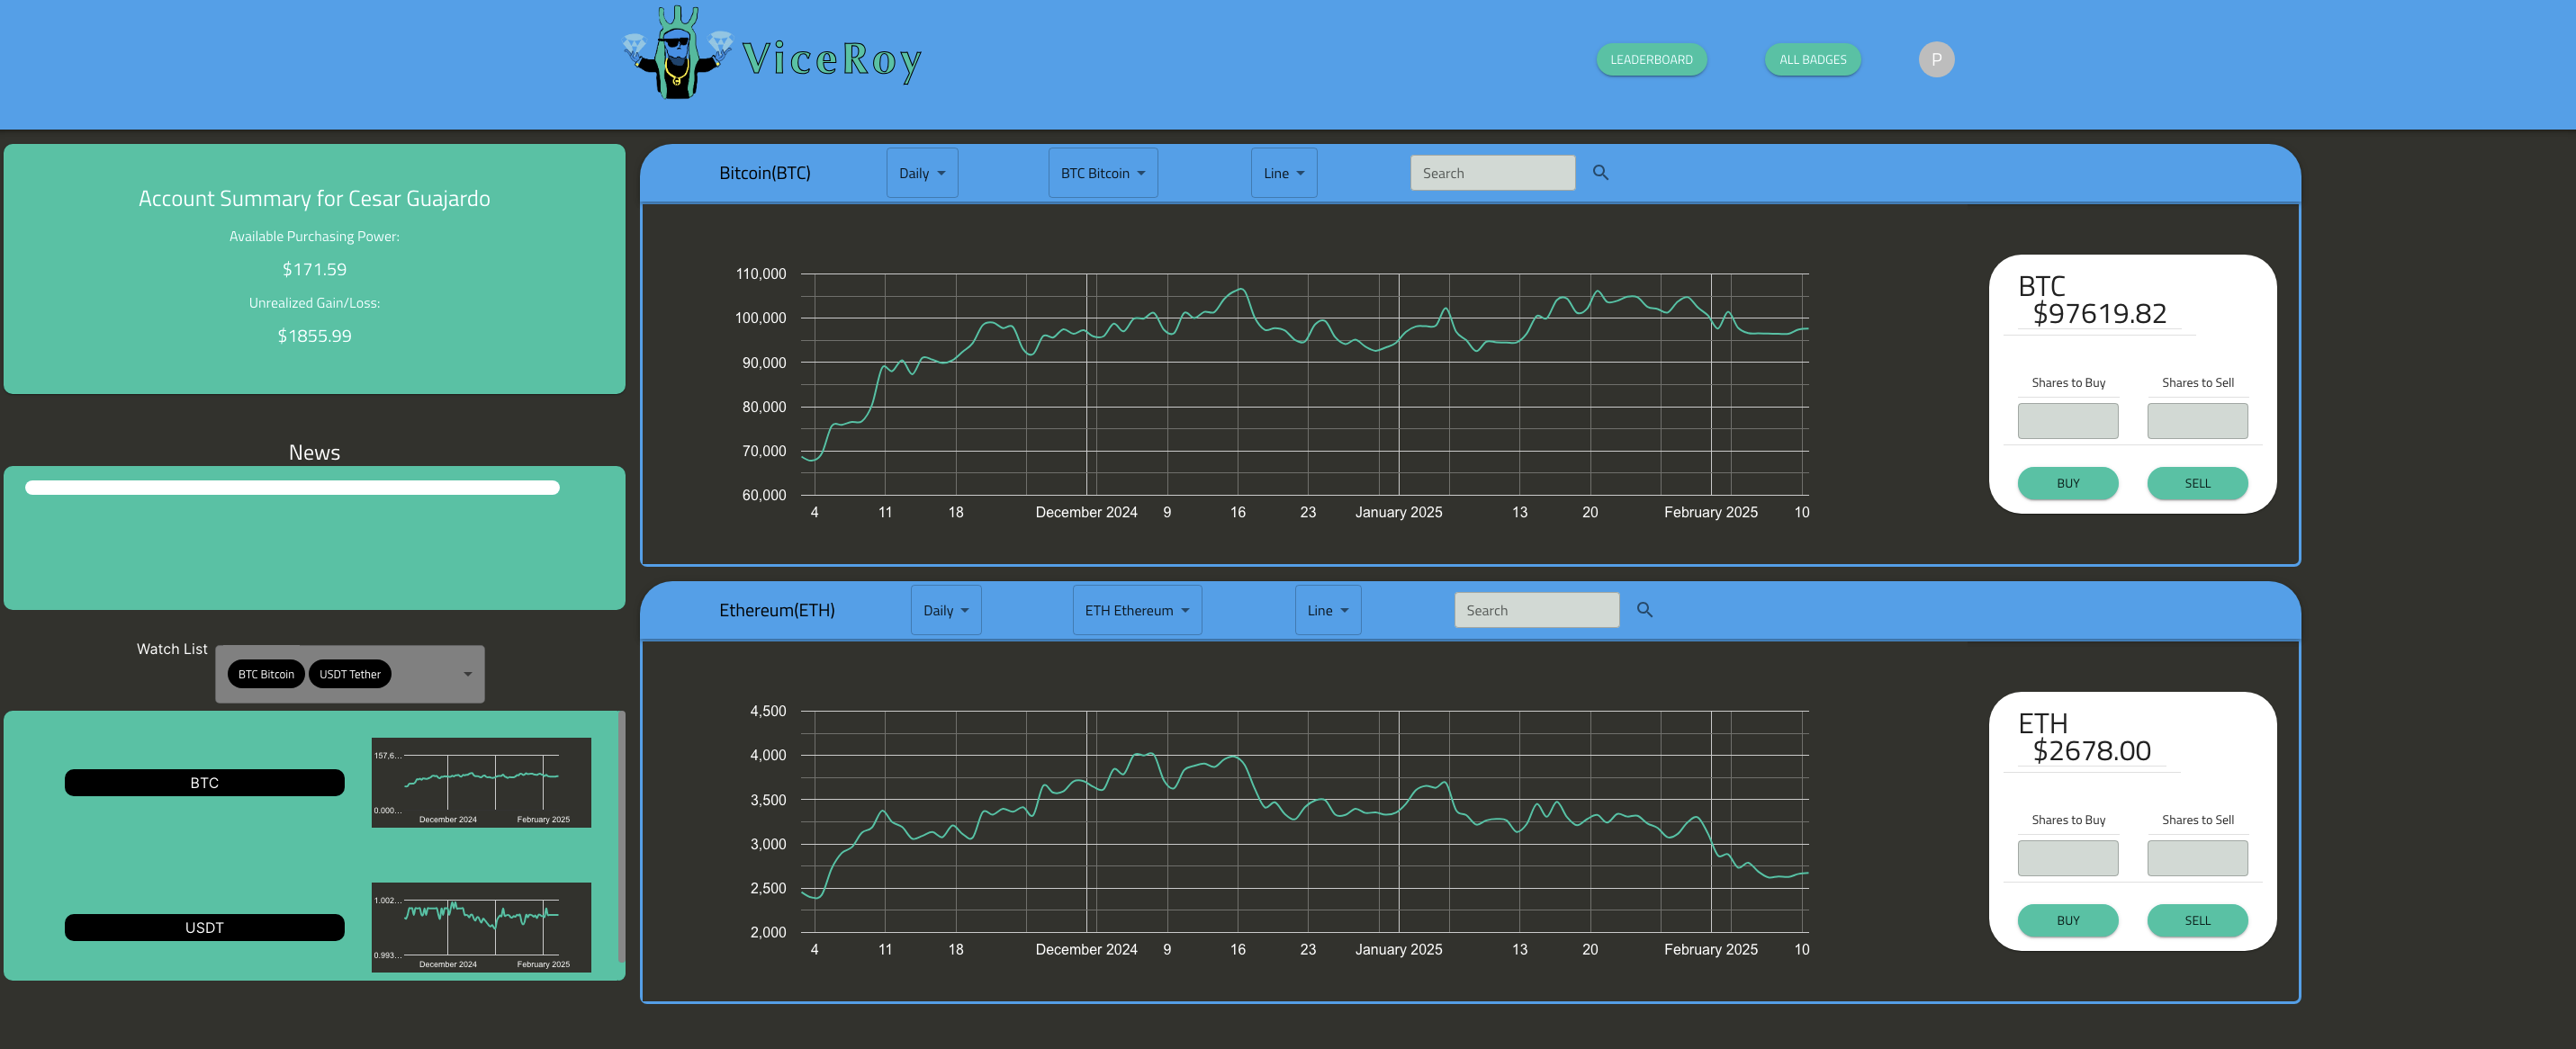 ViceRoy
LEADERBOARD
ALL BADGES
P
Account Summary for Cesar Guajardo
Available Purchasing Power:
$171.59
Unrealized Gain/Loss:
$1855.99
News
Watch List
BTC Bitcoin USDT Tether
BTC
157,6...
0.000...
December 2024 February 2025
USDT
1.002...
0.993...
December 2024 February 2025
Bitcoin(BTC) Daily BTC Bitcoin Line Search
110,000
100,000
90,000
80,000
70,000
60,000
4 11 18 December 2024 9 16 23 January 2025 13 20 February 2025 10
BTC
$97619.82
Shares to Buy Shares to Sell
BUY SELL
Ethereum(ETH) Daily ETH Ethereum Line Search
4,500
4,000
3,500
3,000
2,500
2,000
4 11 18 December 2024 9 16 23 January 2025 13 20 February 2025 10
ETH
$2678.00
Shares to Buy Shares to Sell
BUY SELL